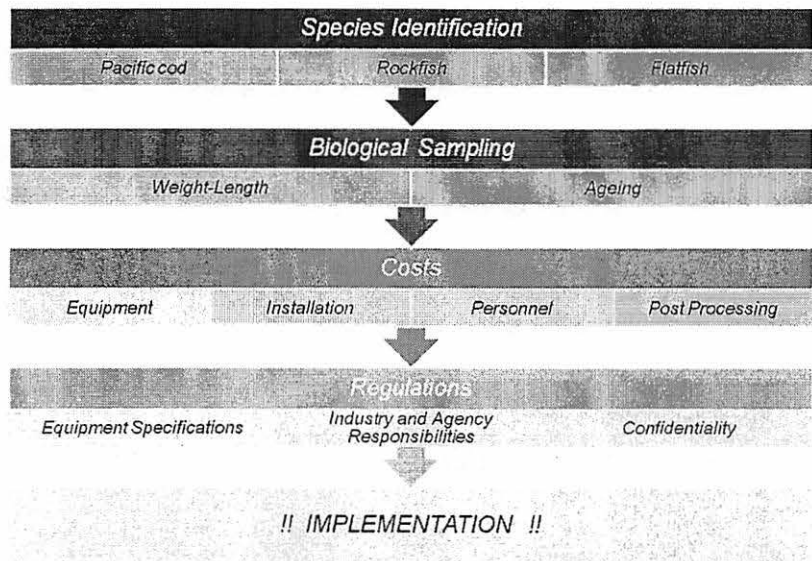 Species Identification
Pacific cod Rockfish Flatfish
Biological Sampling
Weight-Length Ageing
Costs
Equipment Installation Personnel Post Processing
Regulations
Equipment Specifications Industry and Agency Responsibilities Confidentiality
!! IMPLEMENTATION !!